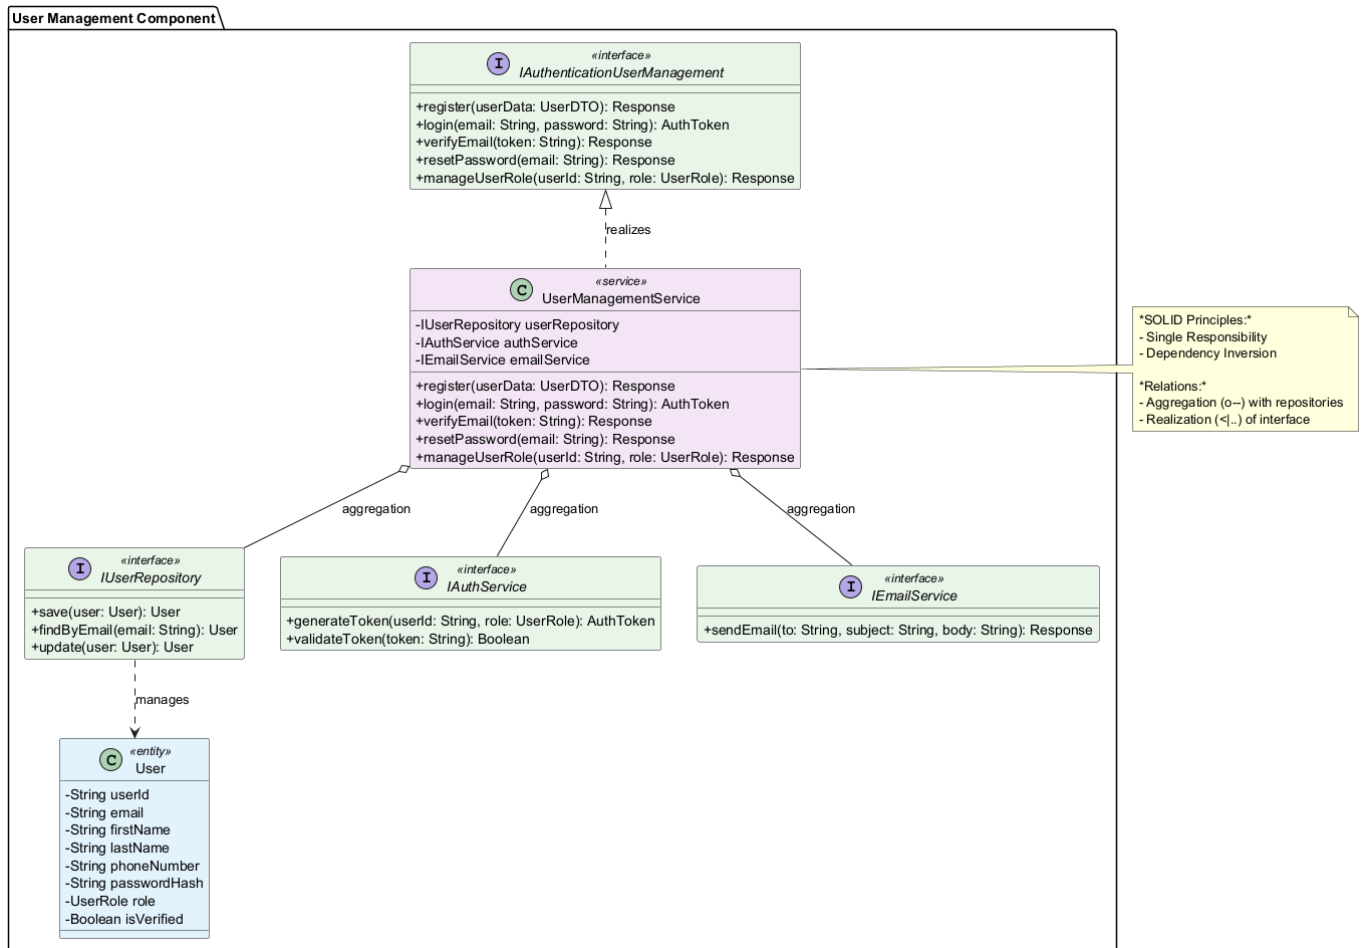 User Management Component
«interface»
I
IAuthenticationUserManagement
+register(userData: UserDTO): Response
+login(email: String, password: String): AuthToken
+verifyEmail(token: String): Response
+resetPassword(email: String): Response
+manageUserRole(userId: String, role: UserRole): Response
realizes
«service»
C
UserManagementService
-IUserRepository userRepository
-IAuthService authService
-IEmailService emailService
+register(userData: UserDTO): Response
+login(email: String, password: String): AuthToken
+verifyEmail(token: String): Response
+resetPassword(email: String): Response
+manageUserRole(userId: String, role: UserRole): Response
*SOLID Principles:*
- Single Responsibility
- Dependency Inversion
*Relations:*
- Aggregation (o--) with repositories
- Realization (<|..) of interface
aggregation
aggregation
aggregation
«interface»
I
IUserRepository
+save(user: User): User
+findByEmail(email: String): User
+update(user: User): User
«interface»
I
IAuthService
+generateToken(userId: String, role: UserRole): AuthToken
+validateToken(token: String): Boolean
«interface»
I
IEmailService
+sendEmail(to: String, subject: String, body: String): Response
manages
«entity»
C
User
-String userId
-String email
-String firstName
-String lastName
-String phoneNumber
-String passwordHash
-UserRole role
-Boolean isVerified